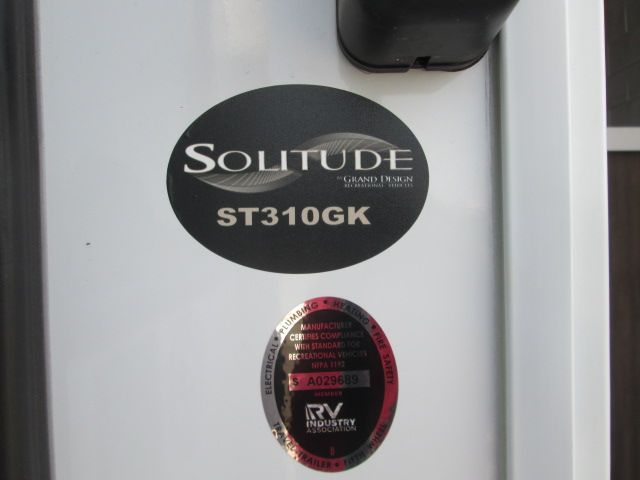 SOLITUDE
BY GRAND DESIGN
RECREATIONAL VEHICLES
ST310GK
ELECTRICAL • PLUMBING • HEATING • FIRE SAFETY
MANUFACTURER
CERTIFIES COMPLIANCE
WITH STANDARD FOR
RECREATIONAL VEHICLES
NFPA 1192
S A029689
MEMBER
RV
INDUSTRY
ASSOCIATION
TRAVEL TRAILER • FIFTH WHEEL